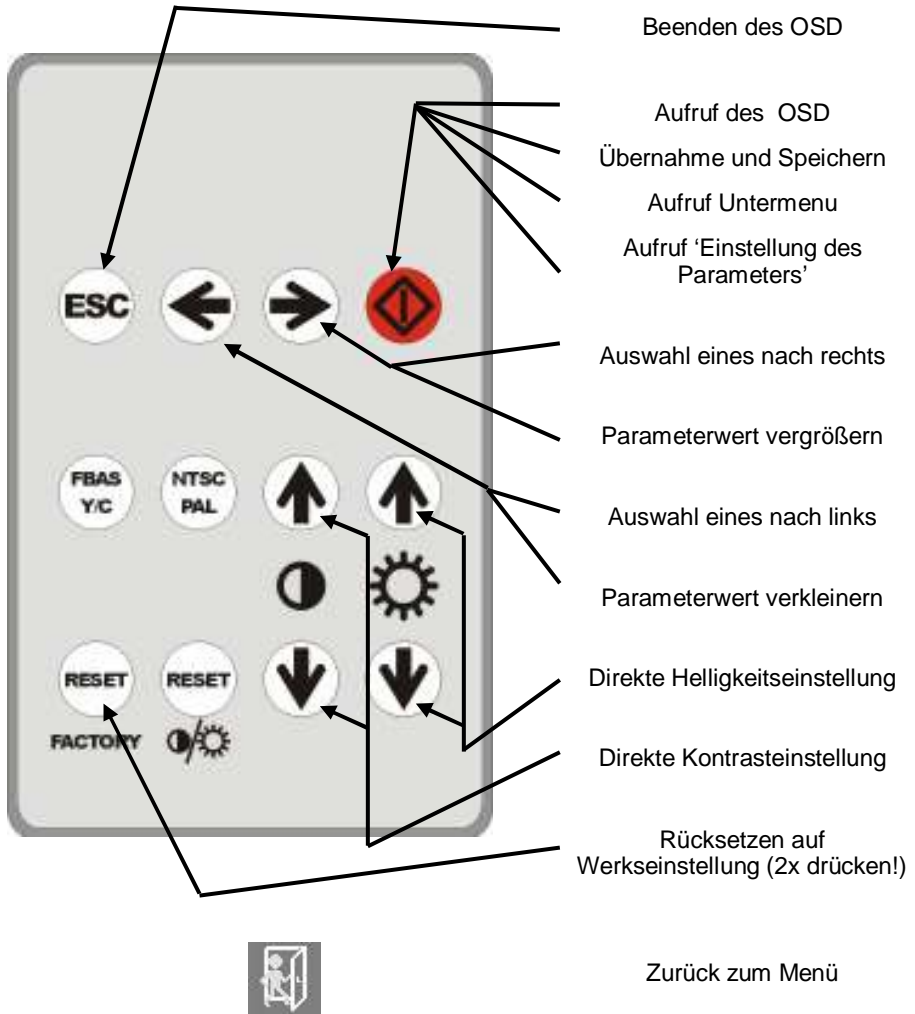 Beenden des OSD
Aufruf des OSD
Übernahme und Speichern
Aufruf Untermenu
Aufruf ‘Einstellung des
Parameters’
ESC
Auswahl eines nach rechts
Parameterwert vergrößern
FBAS
Y/C
NTSC
PAL
Auswahl eines nach links
Parameterwert verkleinern
RESET
RESET
FACTORY
Direkte Helligkeitseinstellung
Direkte Kontrasteinstellung
Rücksetzen auf
Werkseinstellung (2x drücken!)
Zurück zum Menü